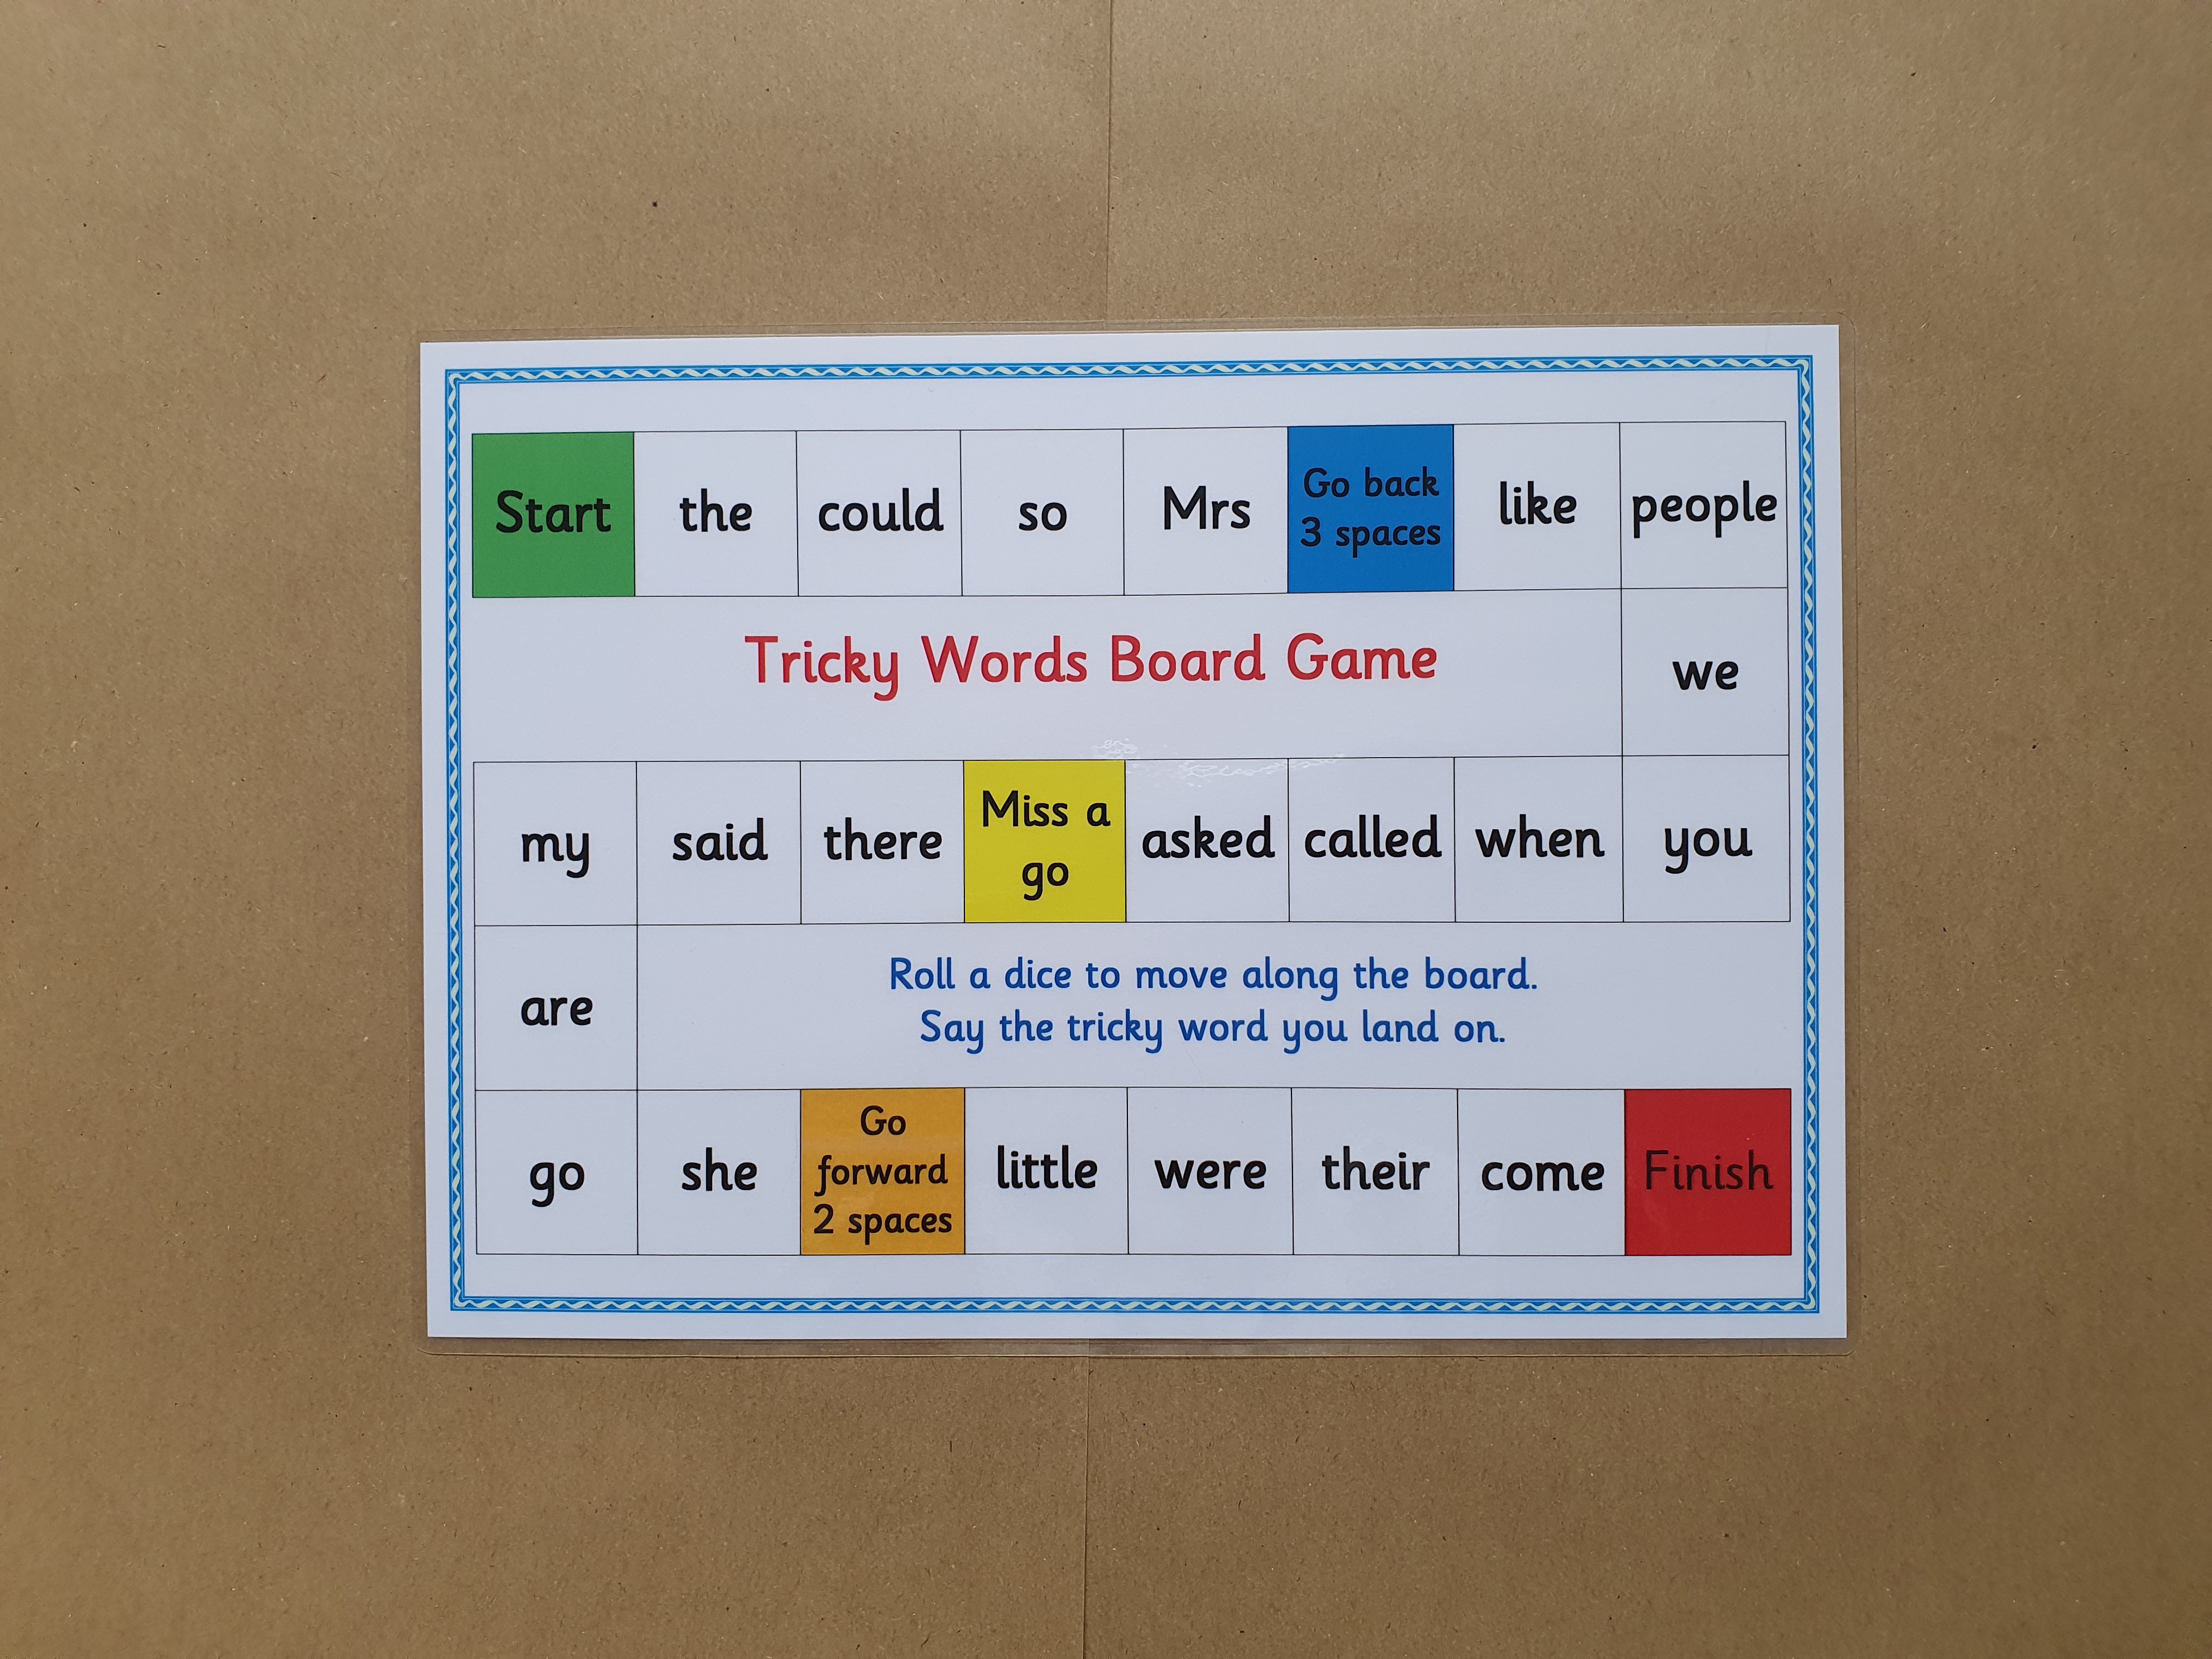 Start the could so Mrs Go back 3 spaces like people
Tricky Words Board Game
we
my said there Miss a go asked called when you
are
Roll a dice to move along the board.
Say the tricky word you land on.
go she Go forward 2 spaces little were their come Finish